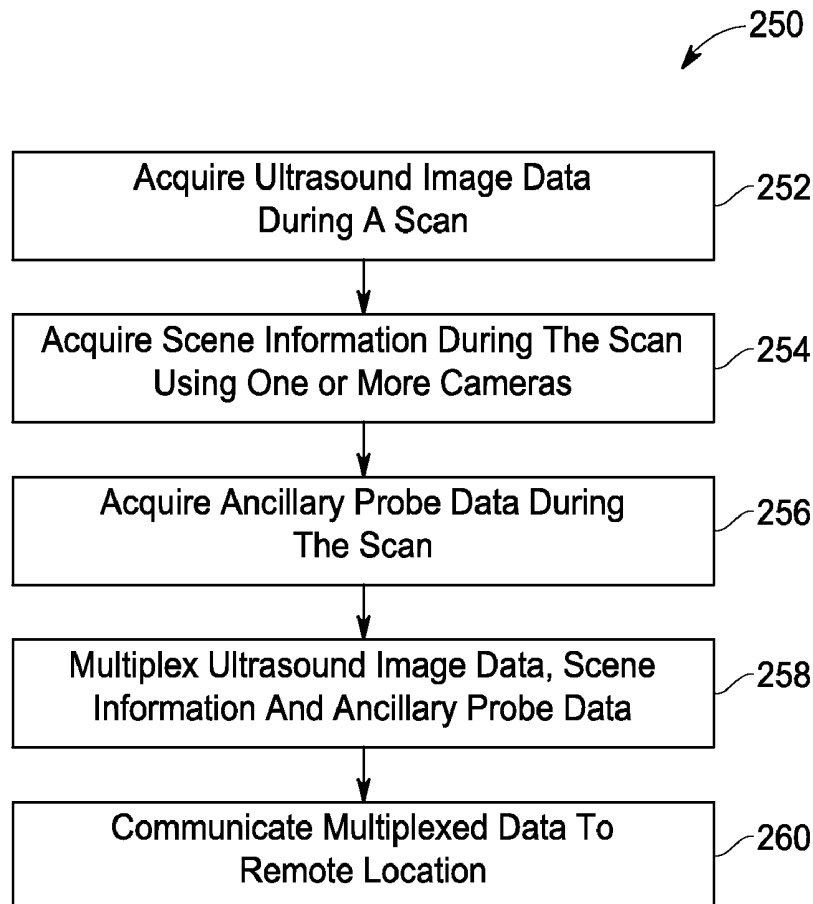 250
Acquire Ultrasound Image Data
During A Scan
252
Acquire Scene Information During The Scan
Using One or More Cameras
254
Acquire Ancillary Probe Data During
The Scan
256
Multiplex Ultrasound Image Data, Scene
Information And Ancillary Probe Data
258
Communicate Multiplexed Data To
Remote Location
260